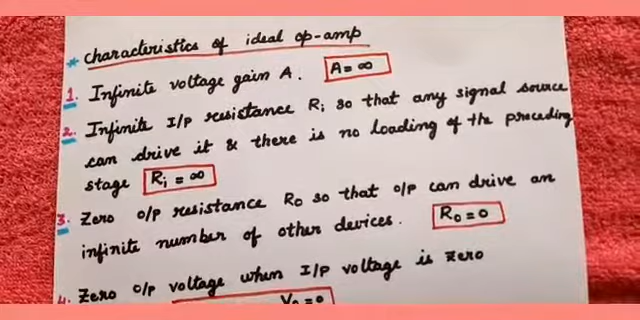 * characteristics of ideal op-amp
1. Infinite voltage gain A. A = ∞
2. Infinite I/p resistance Ri so that any signal source
can drive it & there is no loading of the preceding
stage Ri = ∞
3. Zero o/p resistance Ro so that o/p can drive an
infinite number of other devices. Ro = 0
4. Zero o/p voltage when I/p voltage is zero
Vo = 0